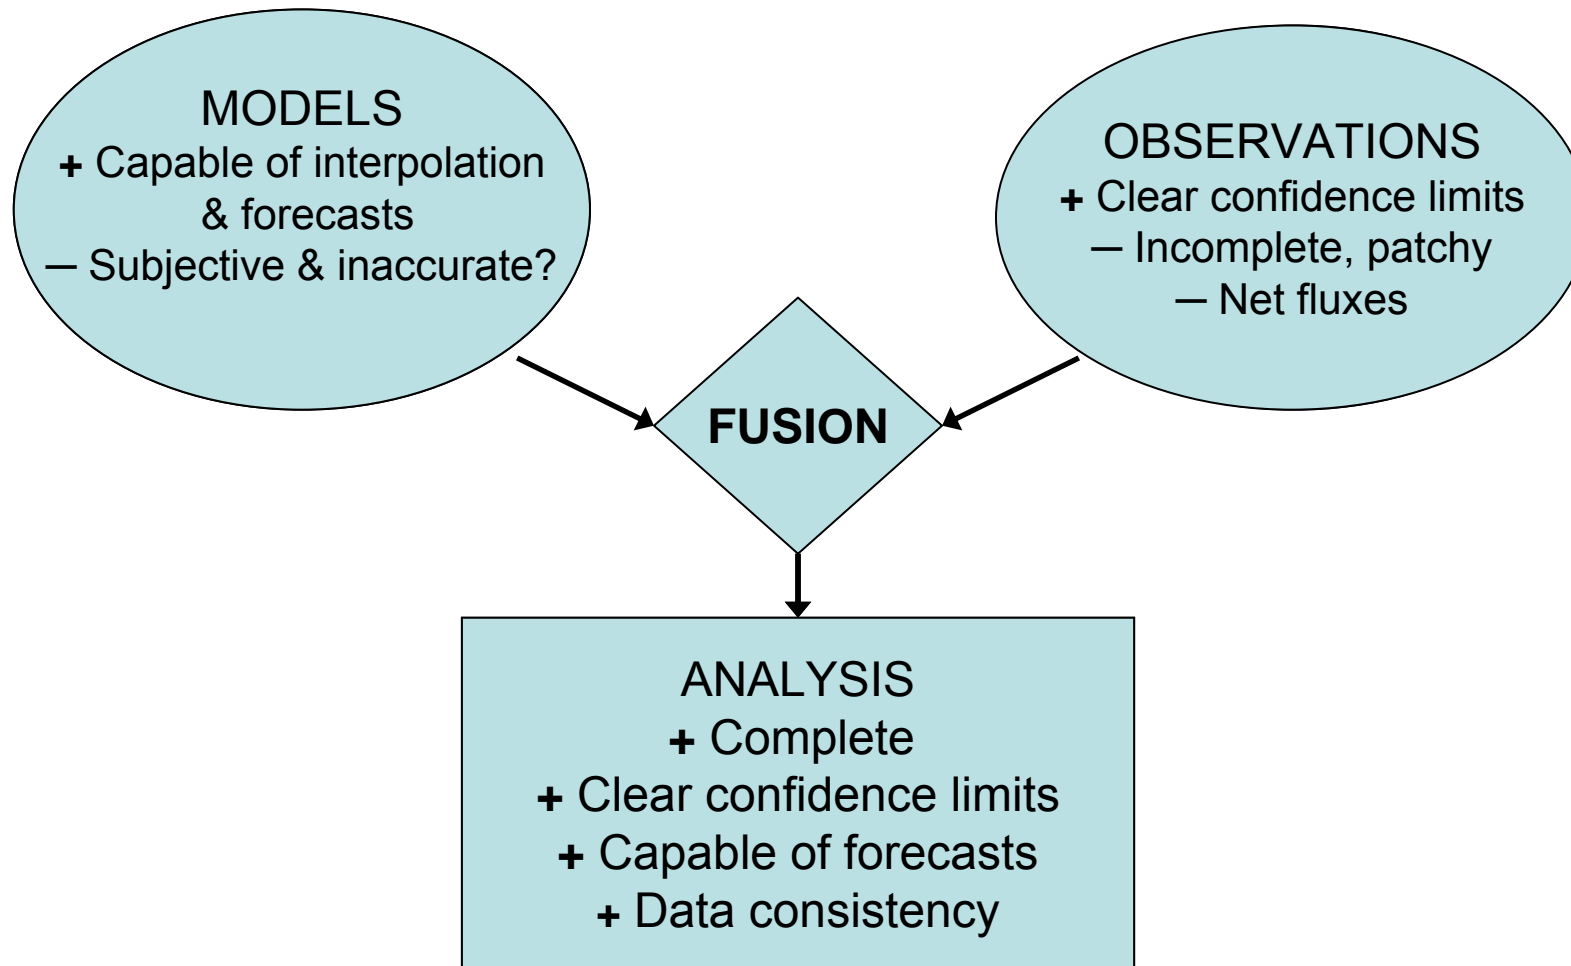 MODELS
+ Capable of interpolation
& forecasts
— Subjective & inaccurate?
OBSERVATIONS
+ Clear confidence limits
— Incomplete, patchy
— Net fluxes
FUSION
ANALYSIS
+ Complete
+ Clear confidence limits
+ Capable of forecasts
+ Data consistency